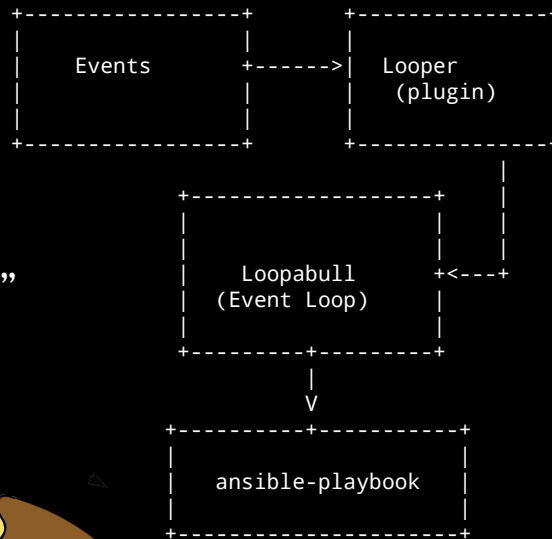 Events
+------>
Looper
(plugin)
”
Loopabull
+<---+
(Event Loop)
V
ansible-playbook